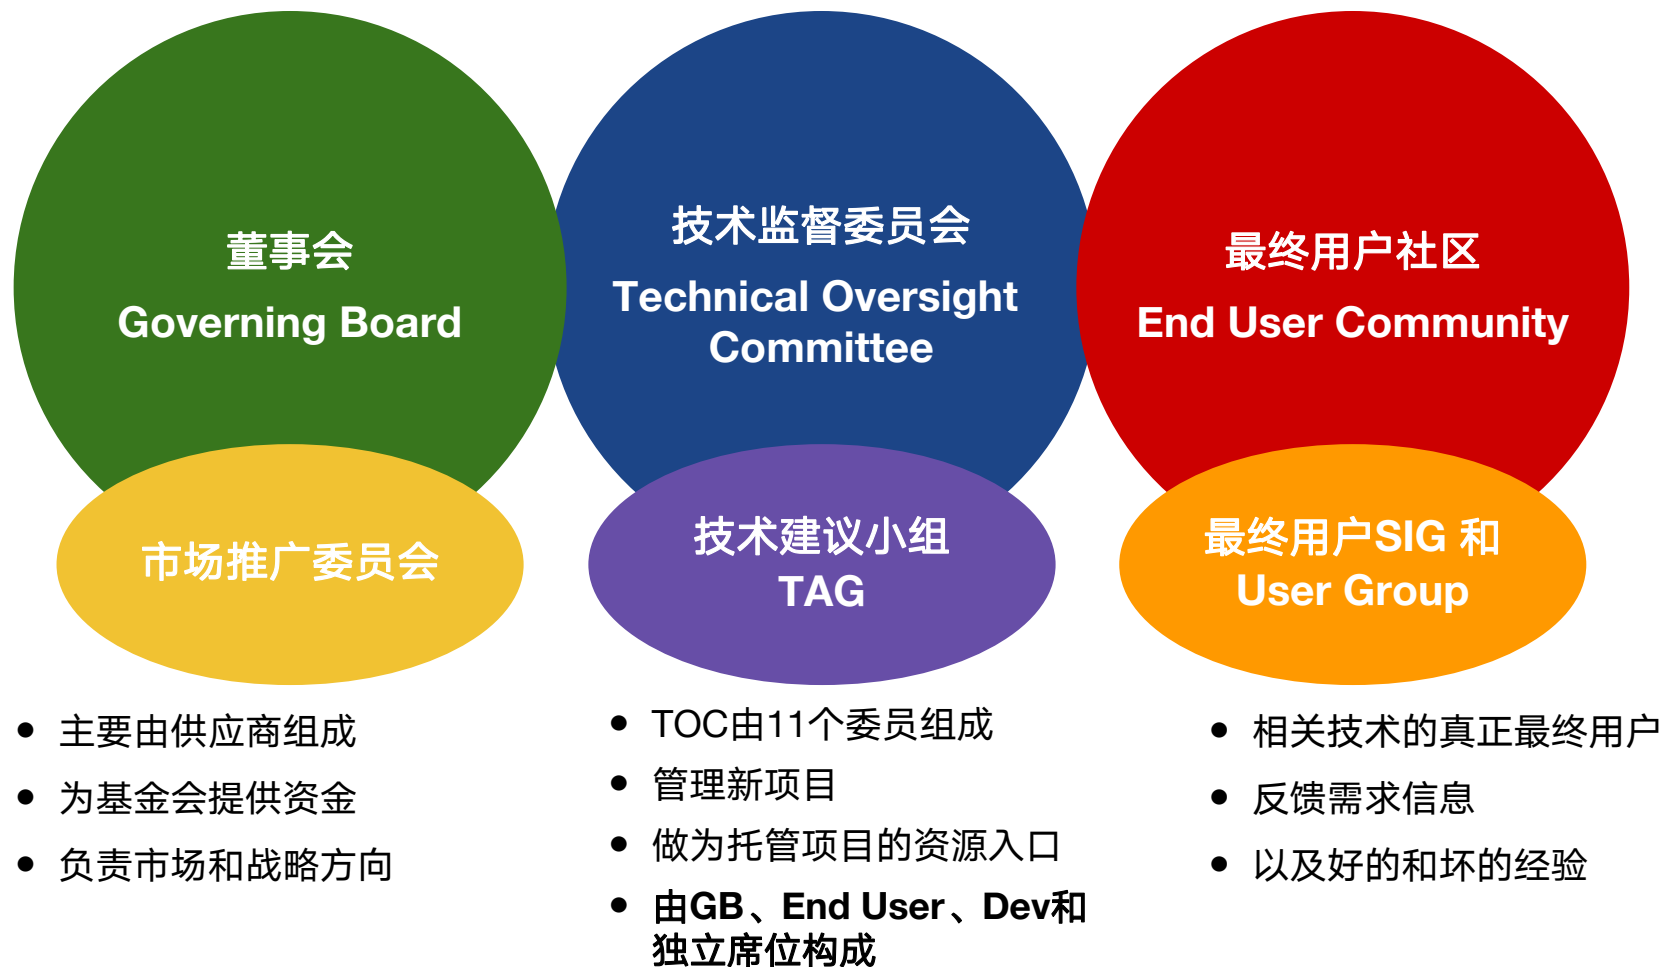 董事会
Governing Board
市场推广委员会
● 主要由供应商组成
● 为基金会提供资金
● 负责市场和战略方向
技术监督委员会
Technical Oversight
Committee
技术建议小组
TAG
● TOC由11个委员组成
● 管理新项目
● 做为托管项目的资源入口
● 由GB、End User、Dev和
独立席位构成
最终用户社区
End User Community
最终用户SIG 和
User Group
● 相关技术的真正最终用户
● 反馈需求信息
● 以及好的和坏的经验